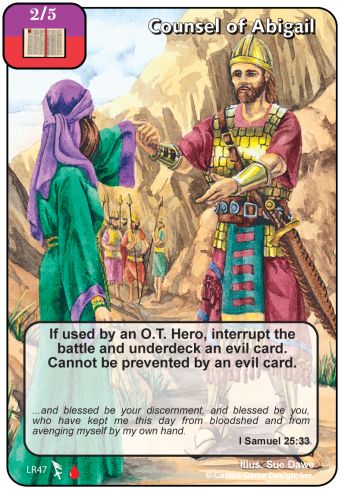 2/5
Counsel of Abigail
If used by an O.T. Hero, interrupt the
battle and underdeck an evil card.
Cannot be prevented by an evil card.
...and blessed be your discernment, and blessed be you,
who have kept me this day from bloodshed and from
avenging myself by my own hand.
I Samuel 25:33
LR47
Illus. Sue Dawe
© Cactus Game Design, Inc.